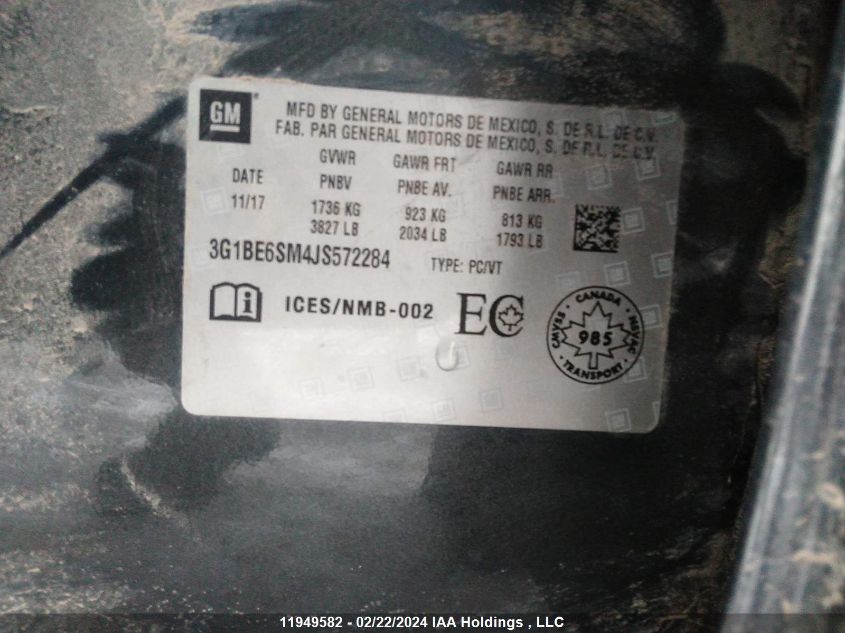 GM®
MFD BY GENERAL MOTORS DE MEXICO, S. DE R.L. DE C.V.
FAB. PAR GENERAL MOTORS DE MEXICO, S. DE R.L. DE C.V.
DATE GVWR GAWR FRT GAWR RR
PNBV PNBE AV. PNBE ARR.
11/17 1736 KG 923 KG 813 KG
3827 LB 2034 LB 1793 LB
3G1BE6SM4JS572284 TYPE: PC/VT
i ICES/NMB-002 EC
CANADA
CMVSS 985 NSVAC
TRANSPORT
11949582 - 02/22/2024 IAA Holdings , LLC